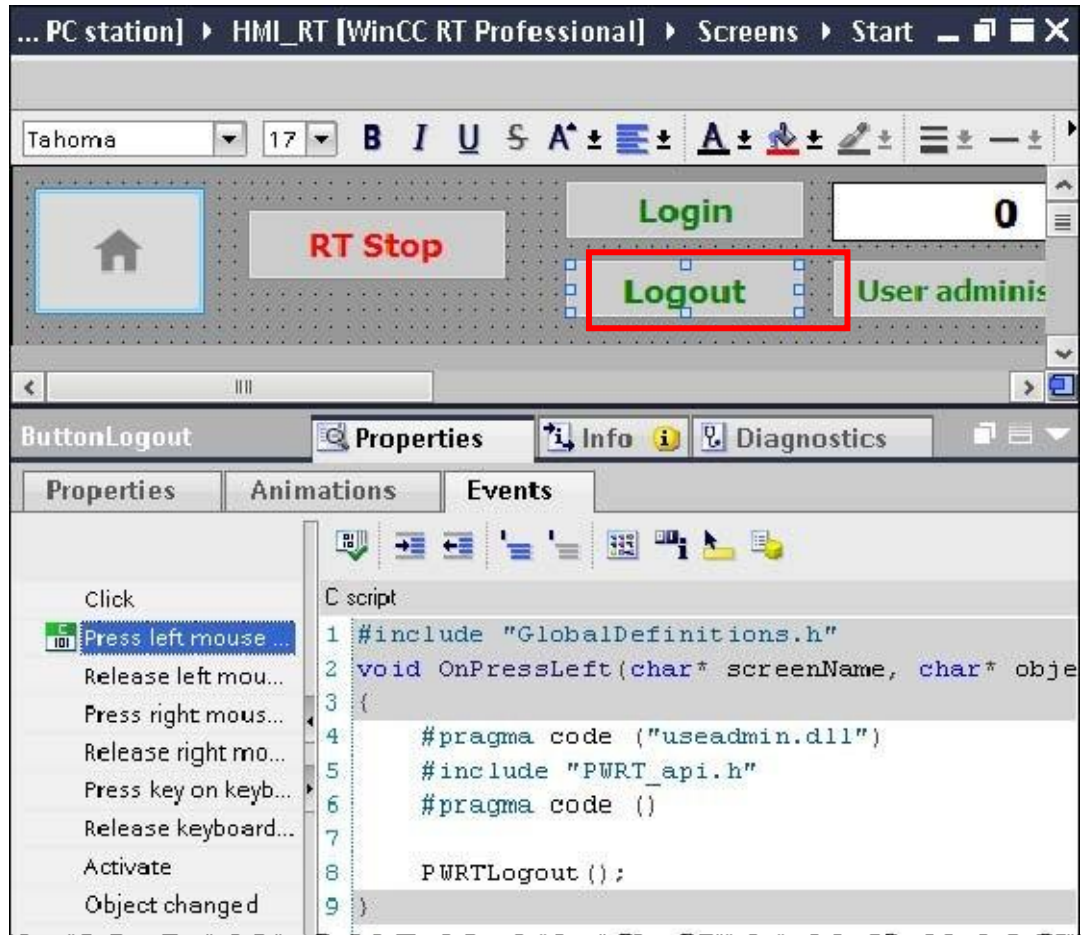 ... PC station] ▸ HMI_RT [WinCC RT Professional] ▸ Screens ▸ Start
Tahoma 17 B I U S A A
Login 0
RT Stop
Logout User adminis
ButtonLogout Properties Info Diagnostics
Properties Animations Events
Click
Press left mouse ...
Release left mou...
Press right mous...
Release right mo...
Press key on keyb...
Release keyboard...
Activate
Object changed
C script
1 #include "GlobalDefinitions.h"
2 void OnPressLeft(char* screenName, char* obje
3 {
4 #pragma code ("useadmin.dll")
5 #include "PWRT_api.h"
6 #pragma code ()
7
8 PWRTLogout();
9 }